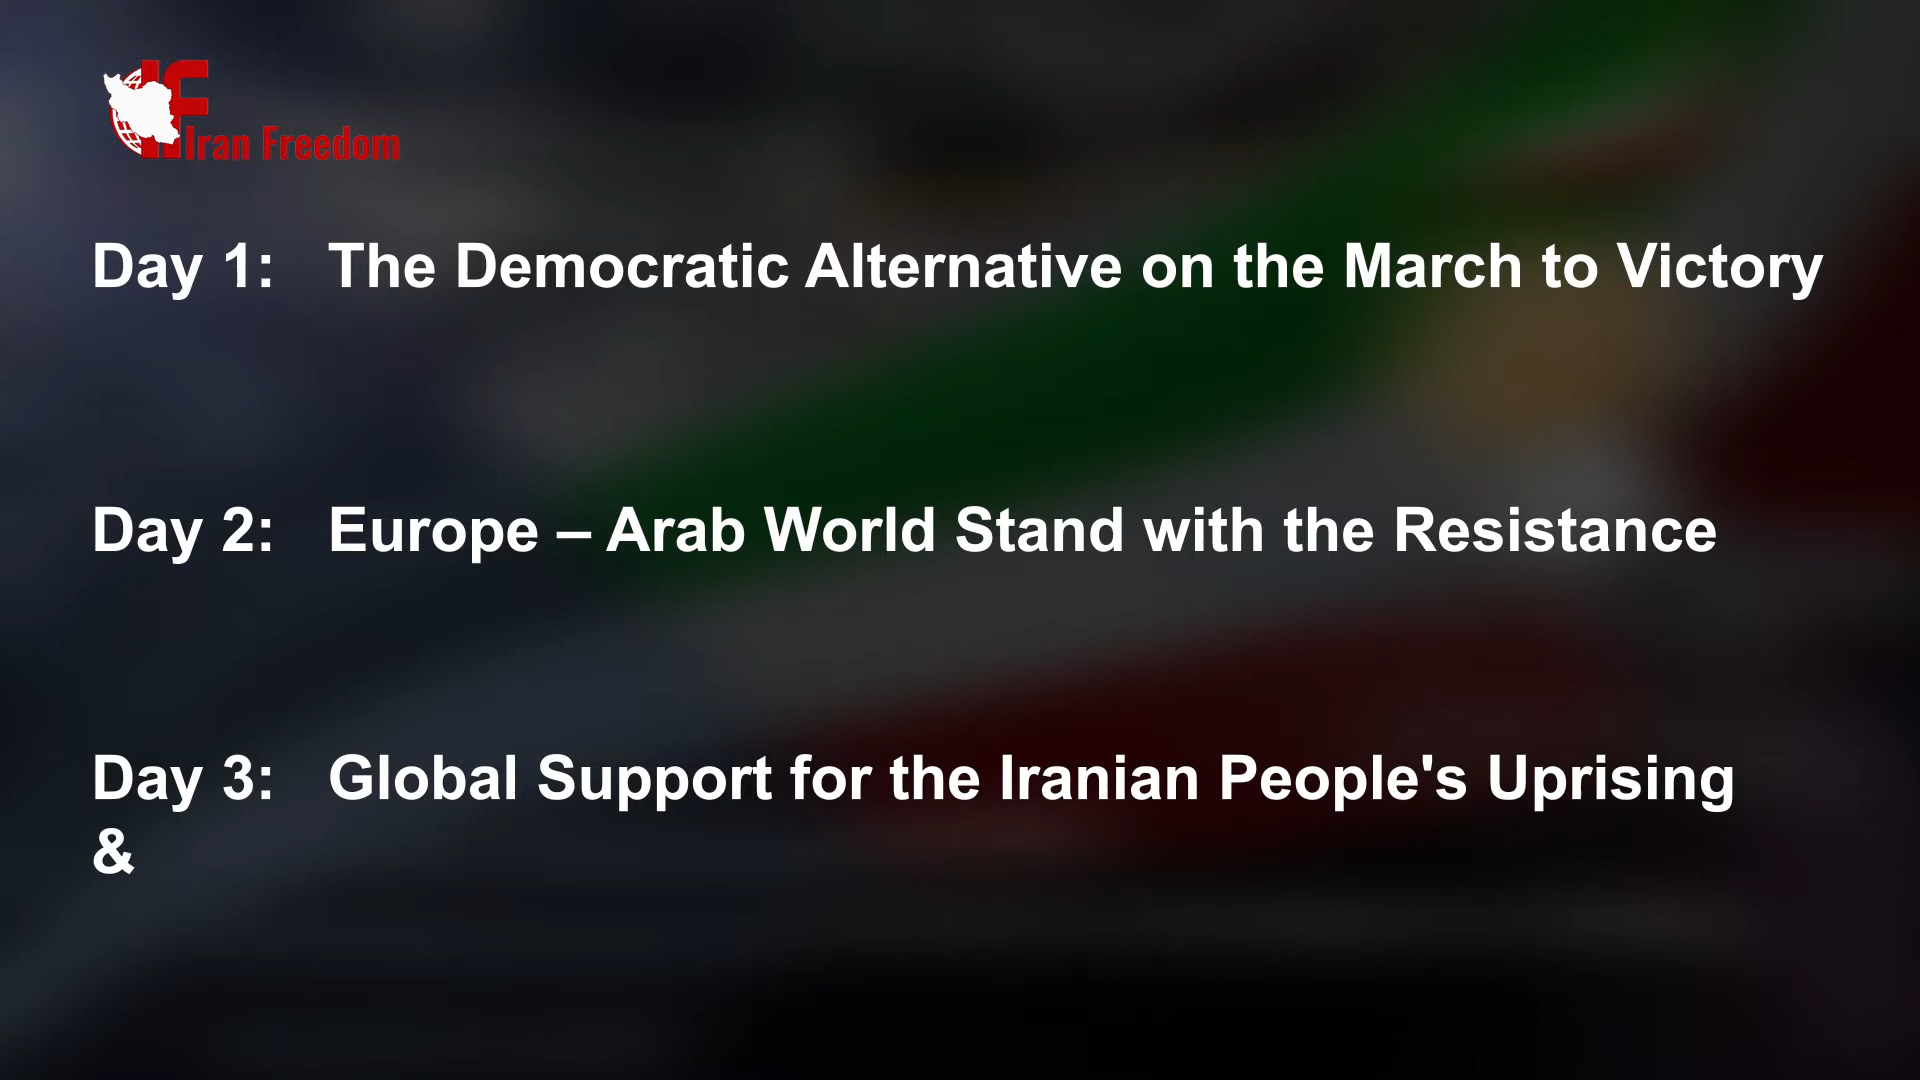 IF
Iran Freedom
Day 1: The Democratic Alternative on the March to Victory
Day 2: Europe – Arab World Stand with the Resistance
Day 3: Global Support for the Iranian People's Uprising
&